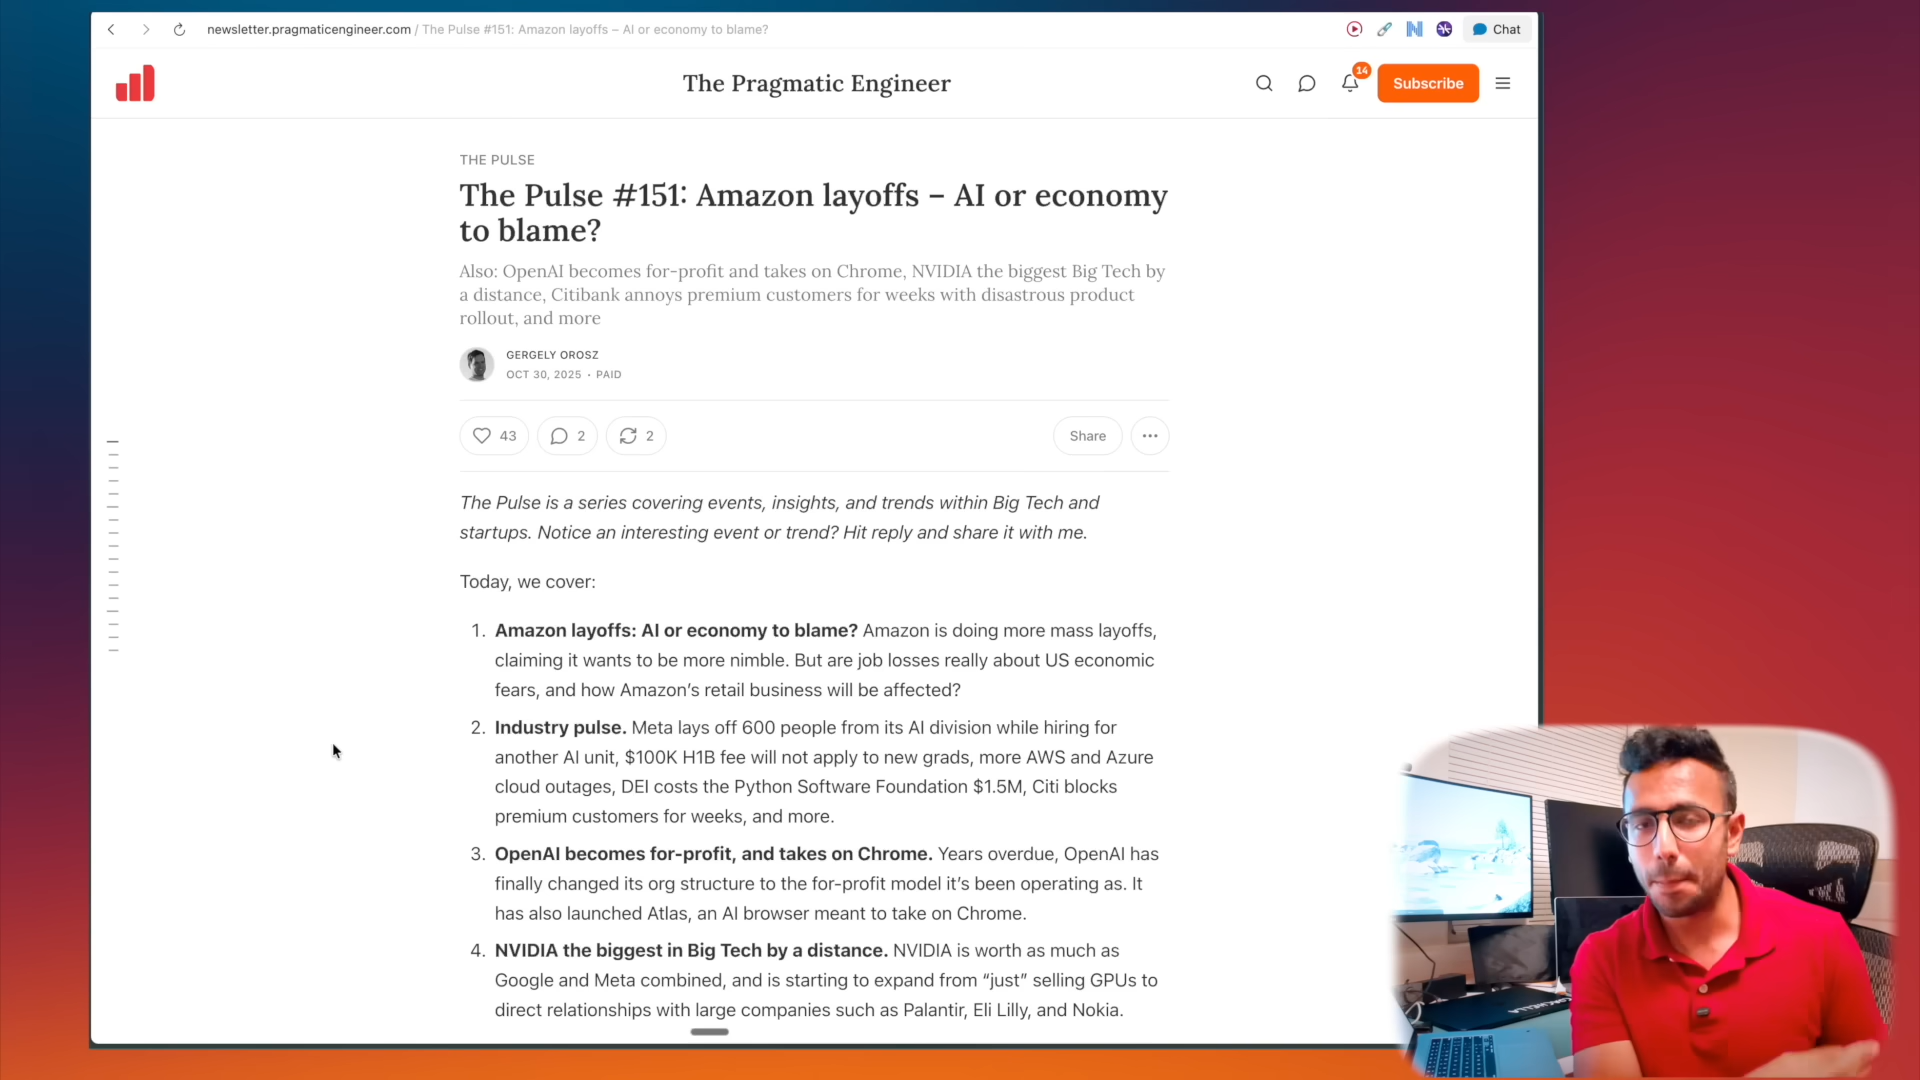 newsletter.pragmaticengineer.com / The Pulse #151: Amazon layoffs – AI or economy to blame?
Chat
The Pragmatic Engineer
14
Subscribe
THE PULSE
The Pulse #151: Amazon layoffs – AI or economy
to blame?
Also: OpenAI becomes for-profit and takes on Chrome, NVIDIA the biggest Big Tech by
a distance, Citibank annoys premium customers for weeks with disastrous product
rollout, and more
GERGELY OROSZ
OCT 30, 2025 · PAID
43
2
2
Share
The Pulse is a series covering events, insights, and trends within Big Tech and
startups. Notice an interesting event or trend? Hit reply and share it with me.
Today, we cover:
1. Amazon layoffs: AI or economy to blame? Amazon is doing more mass layoffs,
claiming it wants to be more nimble. But are job losses really about US economic
fears, and how Amazon’s retail business will be affected?
2. Industry pulse. Meta lays off 600 people from its AI division while hiring for
another AI unit, $100K H1B fee will not apply to new grads, more AWS and Azure
cloud outages, DEI costs the Python Software Foundation $1.5M, Citi blocks
premium customers for weeks, and more.
3. OpenAI becomes for-profit, and takes on Chrome. Years overdue, OpenAI has
finally changed its org structure to the for-profit model it’s been operating as. It
has also launched Atlas, an AI browser meant to take on Chrome.
4. NVIDIA the biggest in Big Tech by a distance. NVIDIA is worth as much as
Google and Meta combined, and is starting to expand from “just” selling GPUs to
direct relationships with large companies such as Palantir, Eli Lilly, and Nokia.